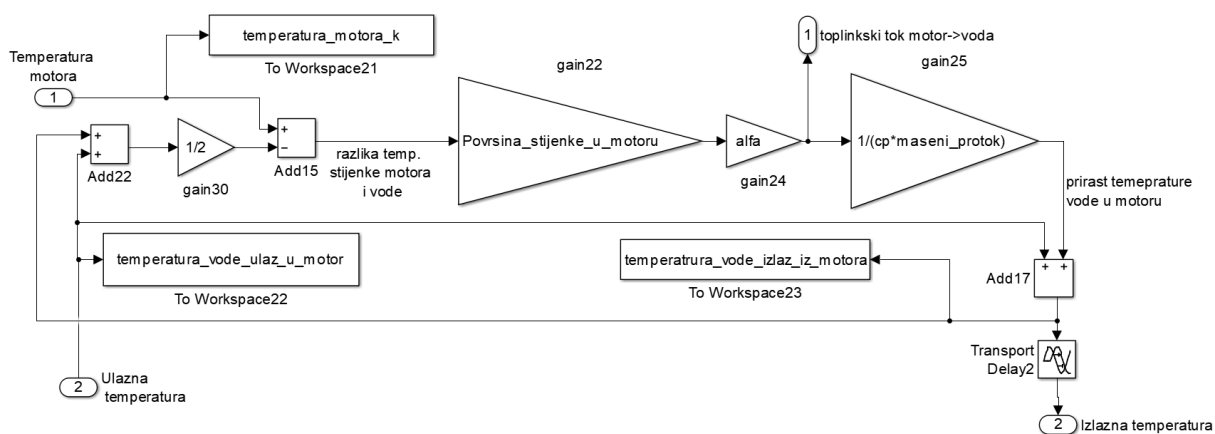 temperatura_motora_k
To Workspace21
Temperatura
motora
1
1
toplinkski tok motor->voda
gain22
gain25
+
+
Add22
1/2
gain30
+
−
Add15
razlika temp.
stijenke motora
i vode
Povrsina_stijenke_u_motoru
alfa
gain24
1/(cp*maseni_protok)
prirast temeprature
vode u motoru
temperatura_vode_ulaz_u_motor
To Workspace22
temperatrura_vode_izlaz_iz_motora
To Workspace23
+ +
Add17
Transport
Delay2
2
Ulazna
temperatura
2
Izlazna temperatura